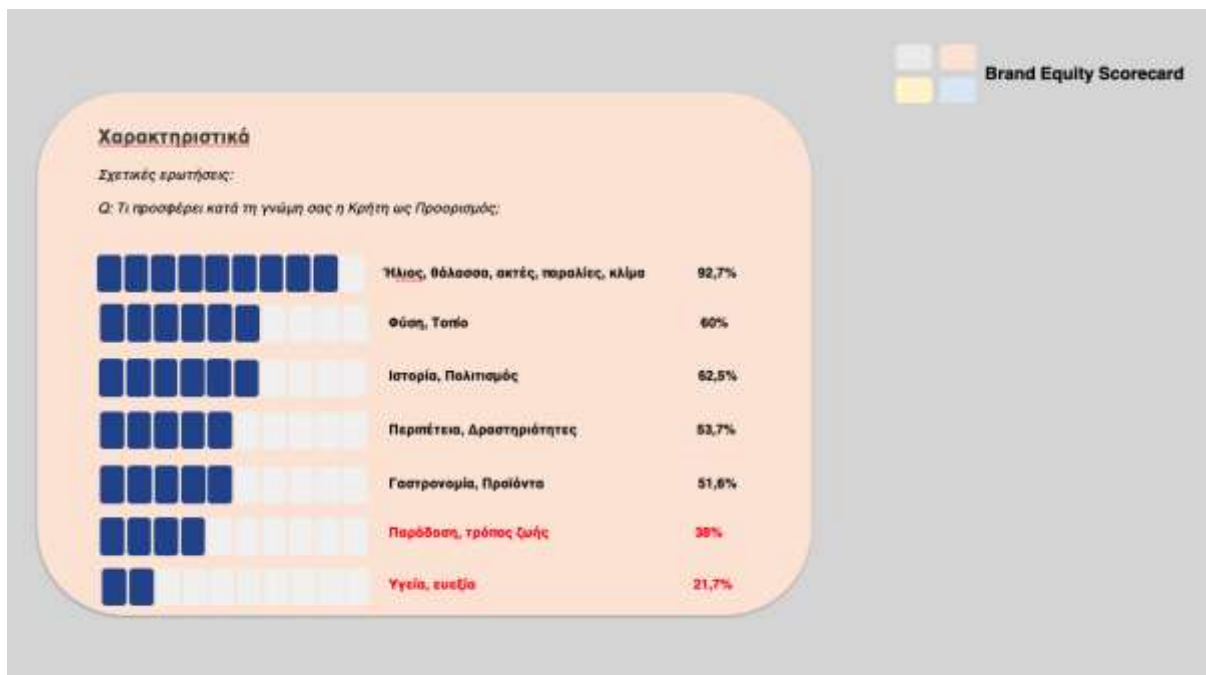 Brand Equity Scorecard
Χαρακτηριστικά
Σχετικές ερωτήσεις:
Q: Τι προσφέρει κατά τη γνώμη σας η Κρήτη ως Προορισμός;
Ήλιος, θάλασσα, ακτές, παραλίες, κλίμα 92,7%
Φύση, Τοπίο 60%
Ιστορία, Πολιτισμός 62,5%
Περιπέτεια, Δραστηριότητες 53,7%
Γαστρονομία, Προϊόντα 51,6%
Παράδοση, τρόπος ζωής 38%
Υγεία, ευεξία 21,7%